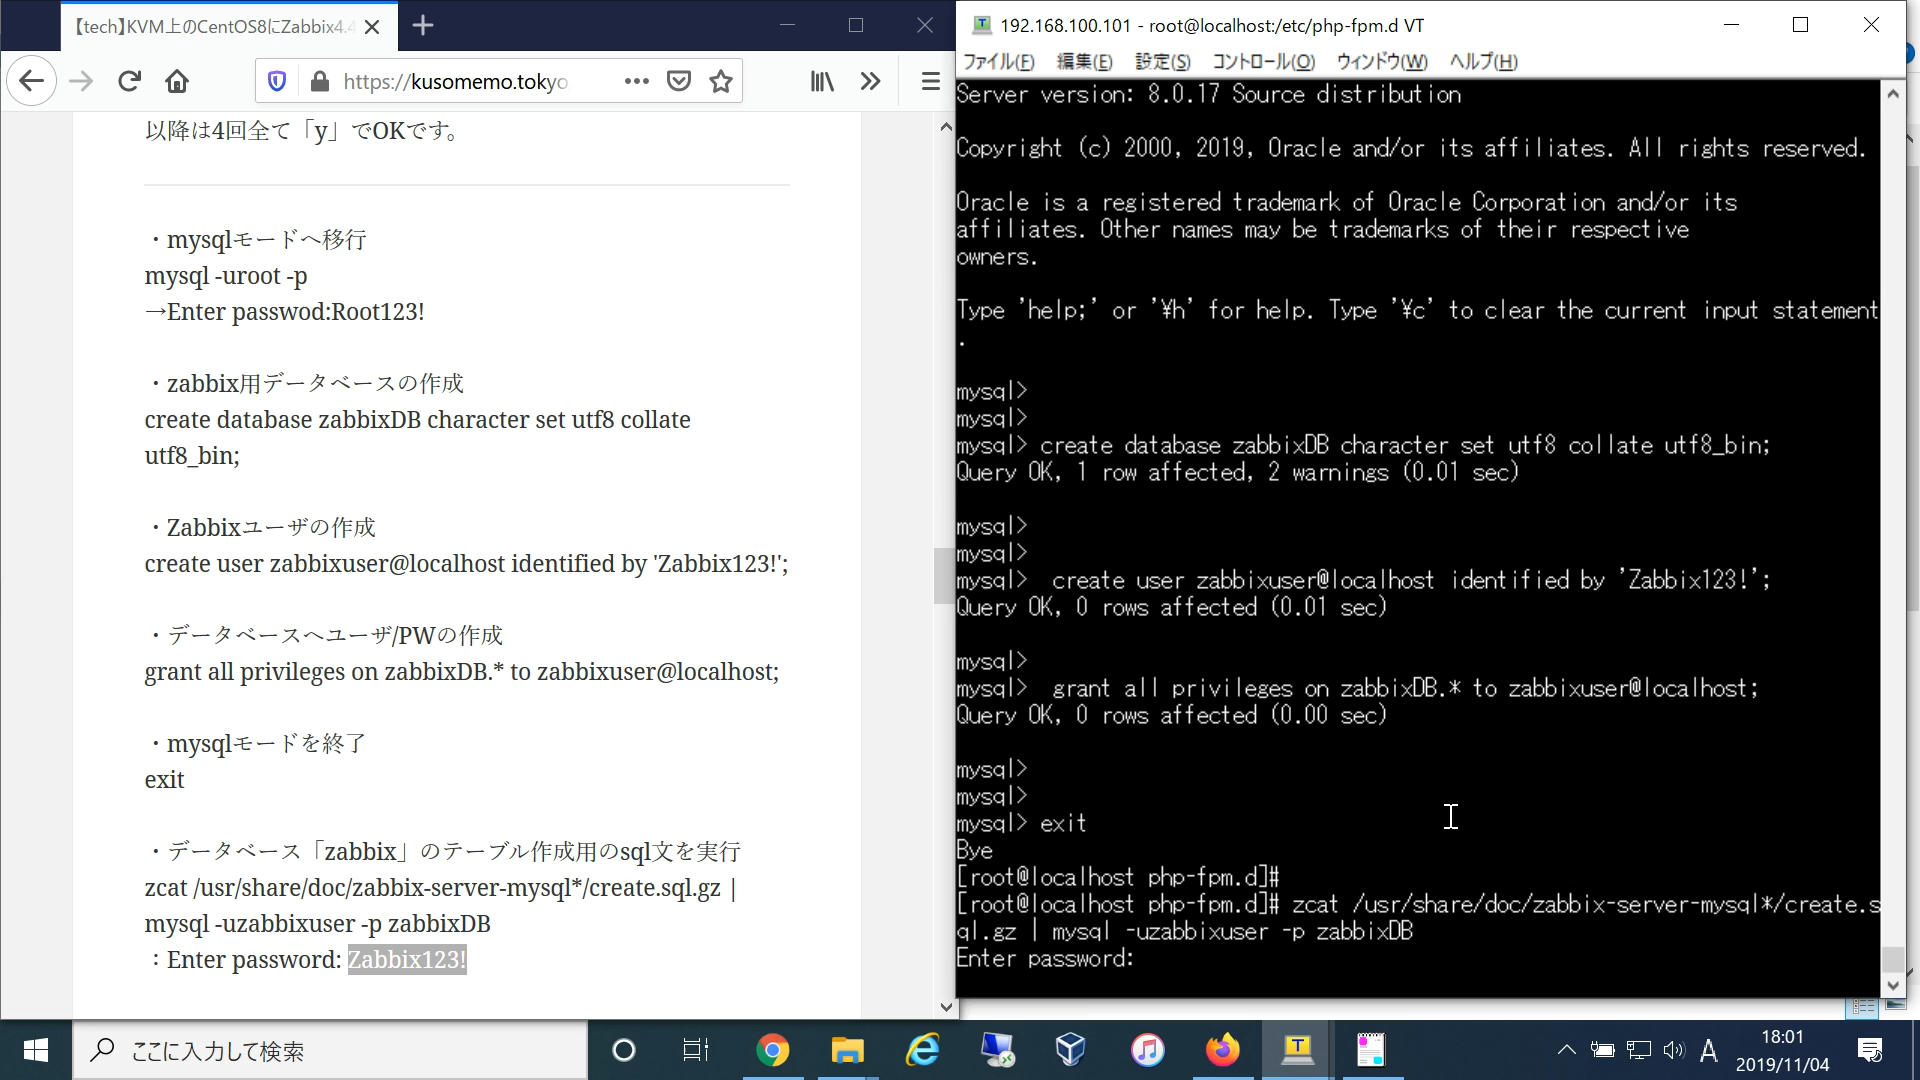 【tech】KVM上のCentOS8にZabbix4.4
https://kusomemo.tokyo
以降は4回全て「y」でOKです。
・mysqlモードへ移行
mysql -uroot -p
→Enter passwod:Root123!
・zabbix用データベースの作成
create database zabbixDB character set utf8 collate
utf8_bin;
・Zabbixユーザの作成
create user zabbixuser@localhost identified by 'Zabbix123!';
・データベースへユーザ/PWの作成
grant all privileges on zabbixDB.* to zabbixuser@localhost;
・mysqlモードを終了
exit
・データベース「zabbix」のテーブル作成用のsql文を実行
zcat /usr/share/doc/zabbix-server-mysql*/create.sql.gz |
mysql -uzabbixuser -p zabbixDB
：Enter password: Zabbix123!
192.168.100.101 - root@localhost:/etc/php-fpm.d VT
ファイル(F) 編集(E) 設定(S) コントロール(O) ウィンドウ(W) ヘルプ(H)
Server version: 8.0.17 Source distribution
Copyright (c) 2000, 2019, Oracle and/or its affiliates. All rights reserved.
Oracle is a registered trademark of Oracle Corporation and/or its
affiliates. Other names may be trademarks of their respective
owners.
Type 'help;' or '¥h' for help. Type '¥c' to clear the current input statement
.
mysql>
mysql>
mysql> create database zabbixDB character set utf8 collate utf8_bin;
Query OK, 1 row affected, 2 warnings (0.01 sec)
mysql>
mysql>
mysql>  create user zabbixuser@localhost identified by 'Zabbix123!';
Query OK, 0 rows affected (0.01 sec)
mysql>
mysql>  grant all privileges on zabbixDB.* to zabbixuser@localhost;
Query OK, 0 rows affected (0.00 sec)
mysql>
mysql>
mysql> exit
Bye
[root@localhost php-fpm.d]#
[root@localhost php-fpm.d]# zcat /usr/share/doc/zabbix-server-mysql*/create.s
ql.gz | mysql -uzabbixuser -p zabbixDB
Enter password:
ここに入力して検索
A
18:01
2019/11/04